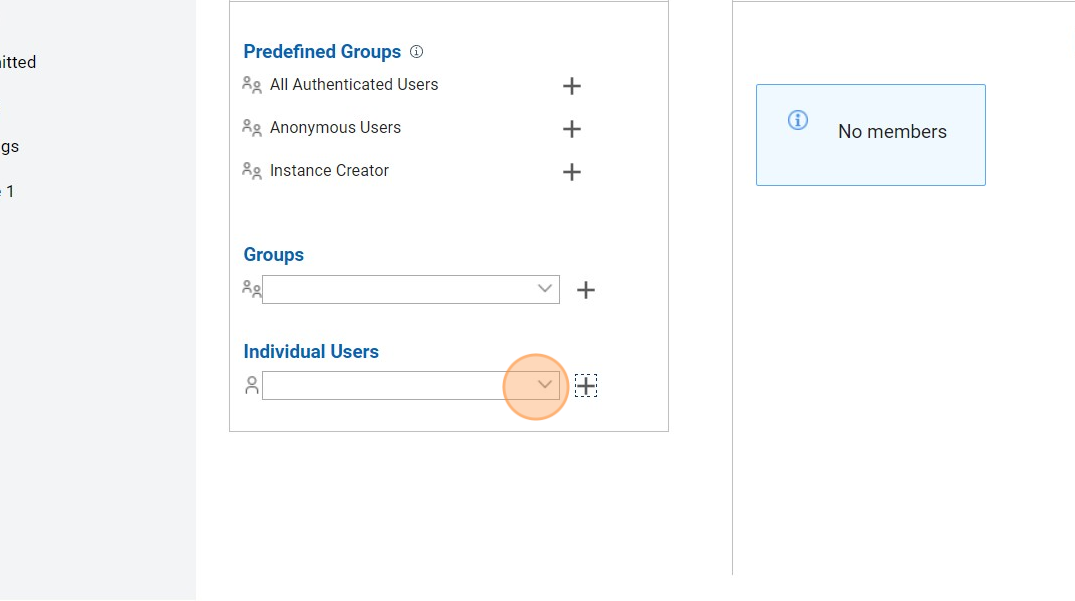 itted
gs
1
Predefined Groups
All Authenticated Users
Anonymous Users
Instance Creator
Groups
Individual Users
No members